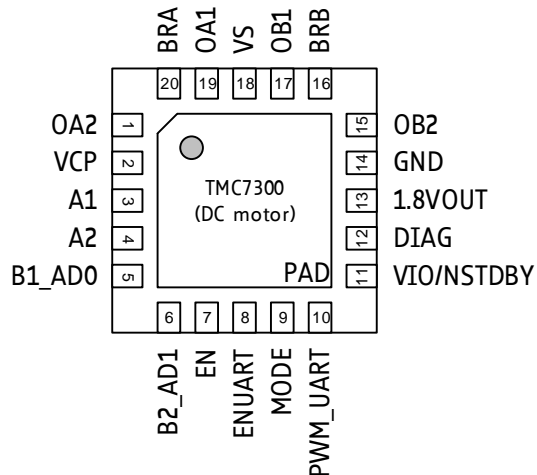 BRA
OA1
VS
OB1
BRB
20
19
18
17
16
OA2 1
VCP 2
A1 3
A2 4
B1_AD0 5
15 OB2
14 GND
13 1.8VOUT
12 DIAG
11 VIO/NSTDBY
TMC7300
(DC motor)
PAD
6
7
8
9
10
B2_AD1
EN
ENUART
MODE
PWM_UART